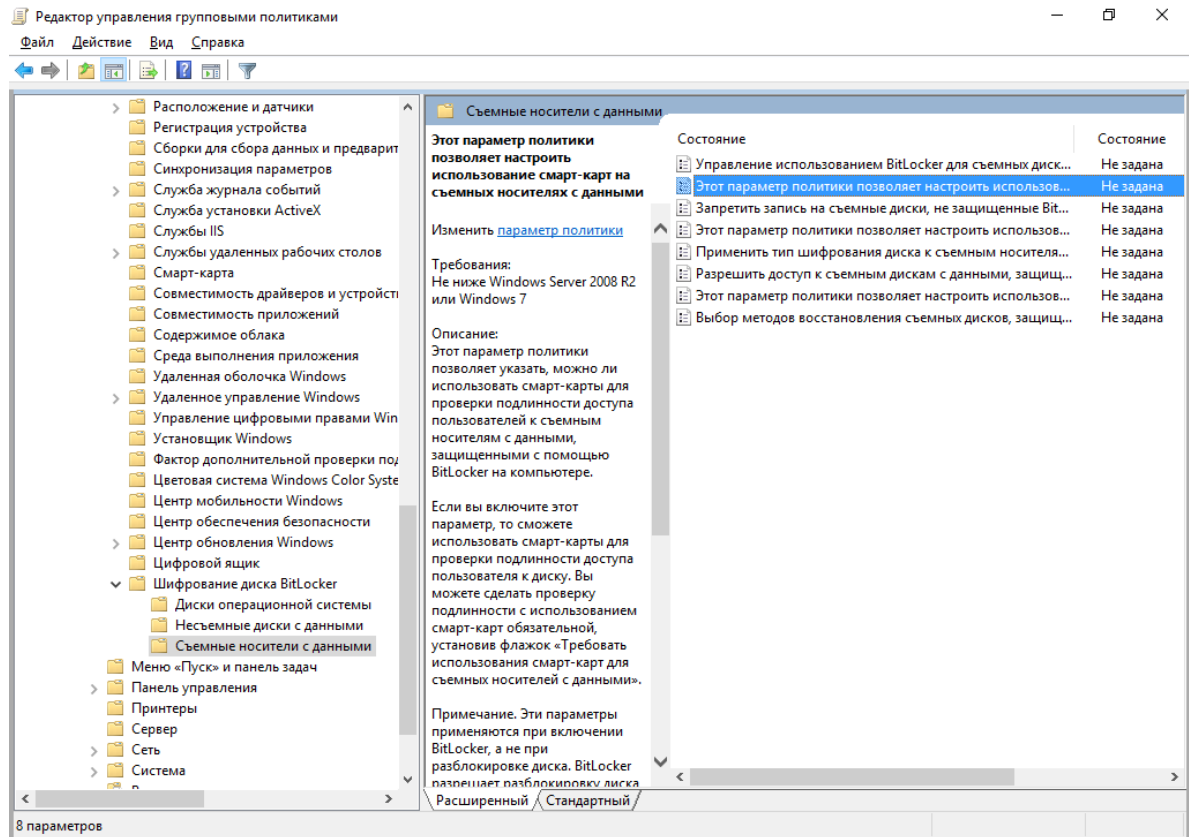 Редактор управления групповыми политиками
Файл Действие Вид Справка
Расположение и датчики
Регистрация устройства
Сборки для сбора данных и предварит
Синхронизация параметров
Служба журнала событий
Служба установки ActiveX
Службы IIS
Службы удаленных рабочих столов
Смарт-карта
Совместимость драйверов и устройст
Совместимость приложений
Содержимое облака
Среда выполнения приложения
Удаленная оболочка Windows
Удаленное управление Windows
Управление цифровыми правами Win
Установщик Windows
Фактор дополнительной проверки под
Цветовая система Windows Color Syste
Центр мобильности Windows
Центр обеспечения безопасности
Центр обновления Windows
Цифровой ящик
Шифрование диска BitLocker
Диски операционной системы
Несъемные диски с данными
Съемные носители с данными
Меню «Пуск» и панель задач
Панель управления
Принтеры
Сервер
Сеть
Система
Съемные носители с данными
Этот параметр политики
позволяет настроить
использование смарт-карт на
съемных носителях с данными
Изменить параметр политики
Требования:
Не ниже Windows Server 2008 R2
или Windows 7
Описание:
Этот параметр политики
позволяет указать, можно ли
использовать смарт-карты для
проверки подлинности доступа
пользователей к съемным
носителям с данными,
защищенными с помощью
BitLocker на компьютере.
Если вы включите этот
параметр, то сможете
использовать смарт-карты для
проверки подлинности доступа
пользователя к диску. Вы
можете сделать проверку
подлинности с использованием
смарт-карт обязательной,
установив флажок «Требовать
использования смарт-карт для
съемных носителей с данными».
Примечание. Эти параметры
применяются при включении
BitLocker, а не при
разблокировке диска. BitLocker
разрешает разблокировку диска
Состояние Состояние
Управление использованием BitLocker для съемных диск... Не задана
Этот параметр политики позволяет настроить использов... Не задана
Запретить запись на съемные диски, не защищенные Bit... Не задана
Этот параметр политики позволяет настроить использов... Не задана
Применить тип шифрования диска к съемным носителя... Не задана
Разрешить доступ к съемным дискам с данными, защищ... Не задана
Этот параметр политики позволяет настроить использов... Не задана
Выбор методов восстановления съемных дисков, защищ... Не задана
Расширенный Стандартный
8 параметров